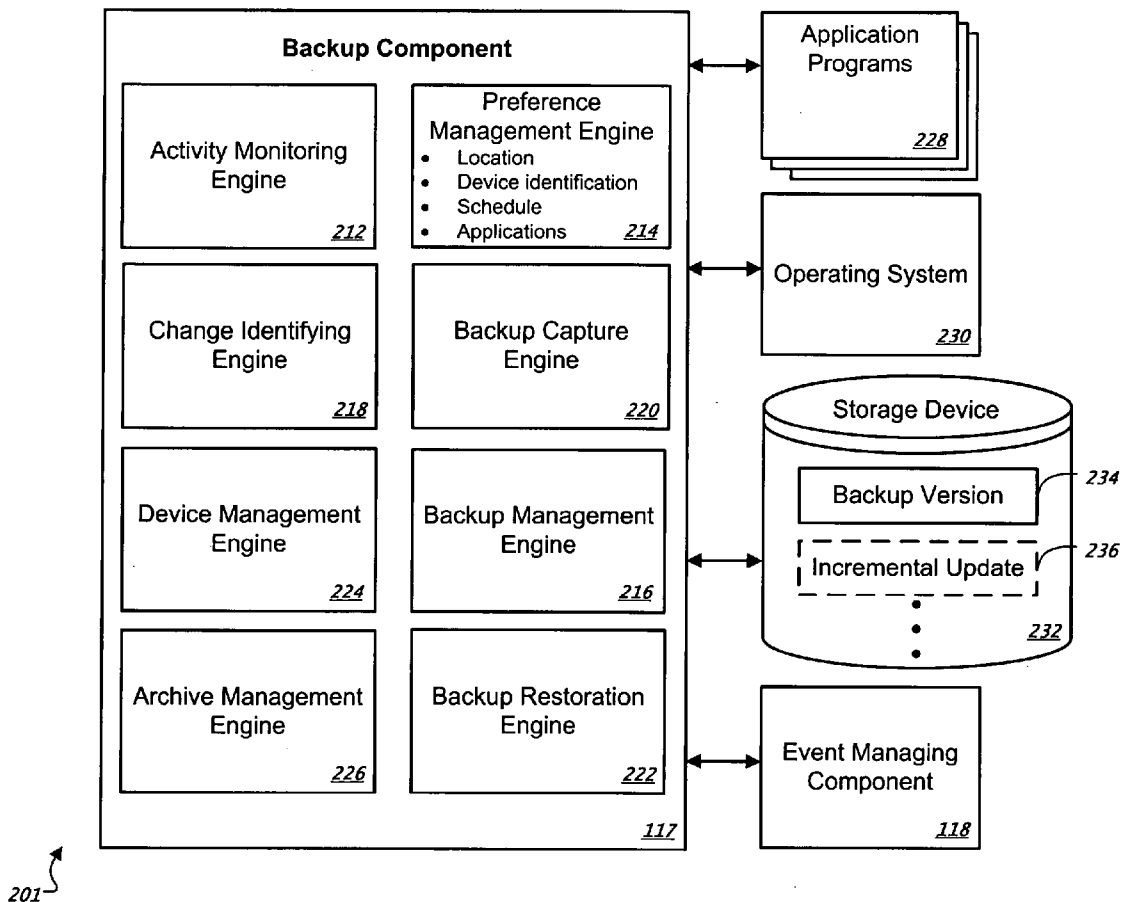 Backup Component
Activity Monitoring
Engine
212
Preference
Management Engine
• Location
• Device identification
• Schedule
• Applications
214
Change Identifying
Engine
218
Backup Capture
Engine
220
Device Management
Engine
224
Backup Management
Engine
216
Archive Management
Engine
226
Backup Restoration
Engine
222
117
Application
Programs
228
Operating System
230
Storage Device
Backup Version
234
Incremental Update
236
232
Event Managing
Component
118
201